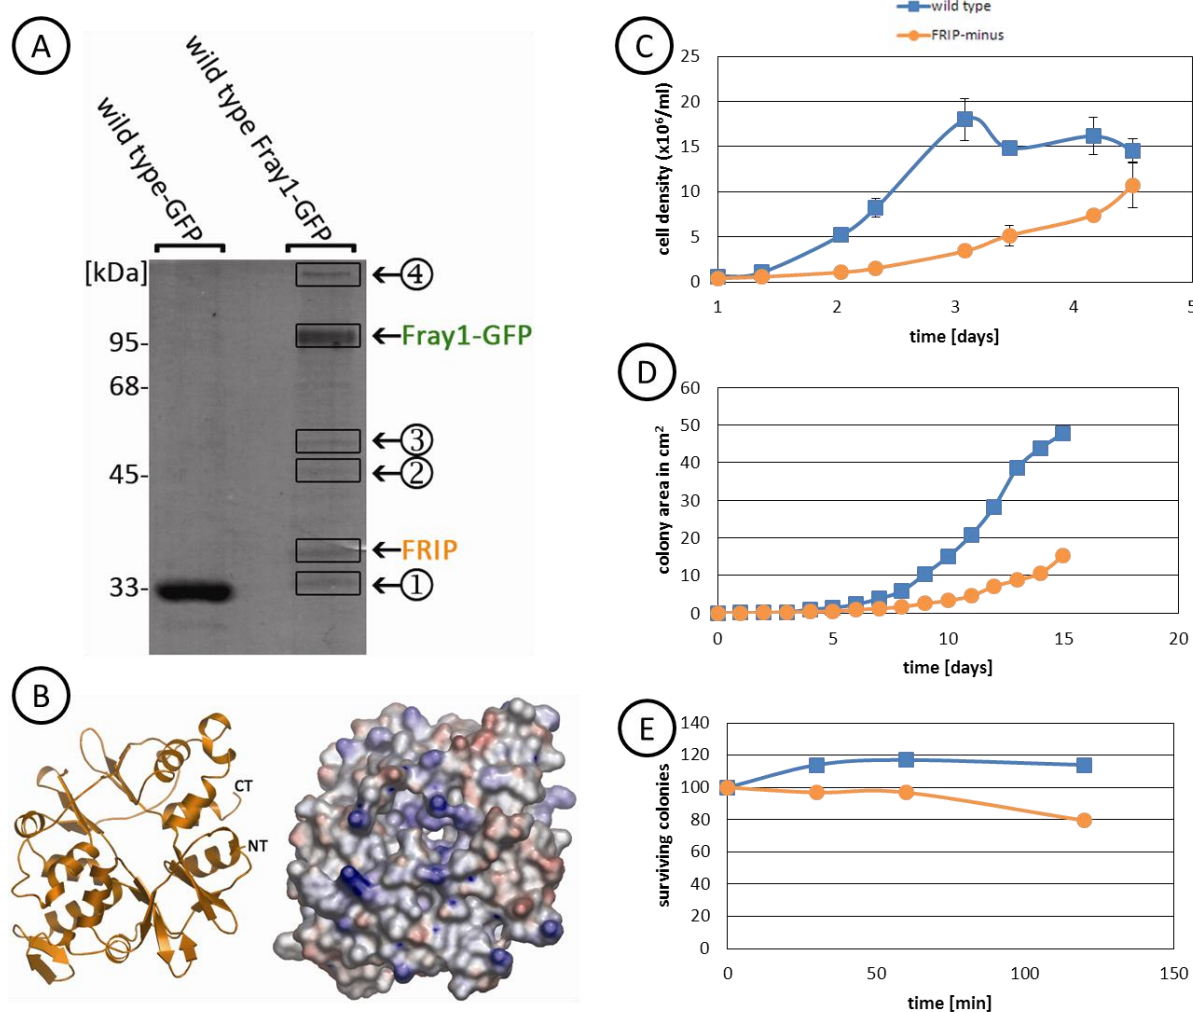 A
wild type-GFP
wild type Fray1-GFP
[kDa]
95-
68-
45-
33-
④
Fray1-GFP
③
②
FRIP
①
B
CT
NT
wild type
FRIP-minus
C
cell density (x10⁶/ml)
25
20
15
10
5
0
1 2 3 4 5
time [days]
D
colony area in cm²
60
50
40
30
20
10
0
0 5 10 15 20
time [days]
E
surviving colonies
140
120
100
80
60
40
20
0
0 50 100 150
time [min]